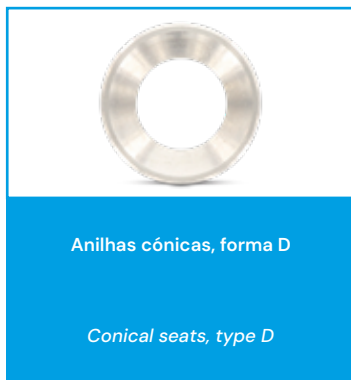 Anilhas cónicas, forma D
Conical seats, type D